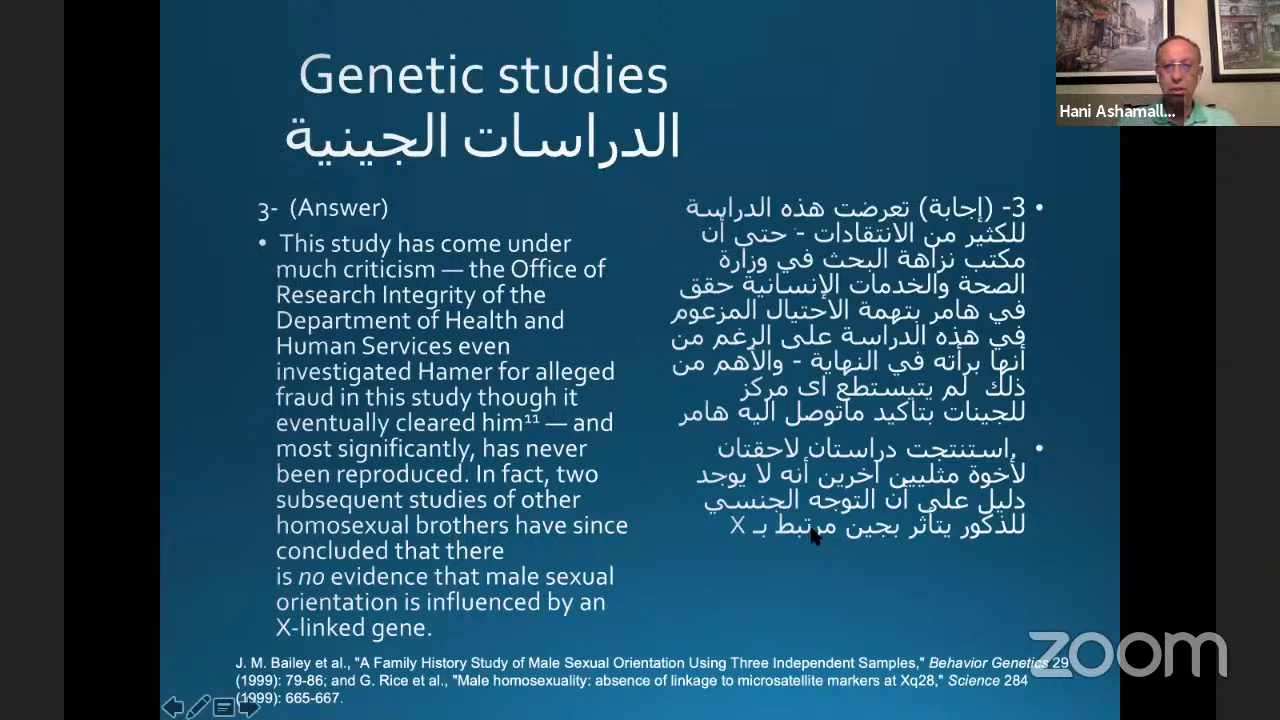 Genetic studies
الدراسات الجينية
3- (Answer)
• This study has come under
much criticism — the Office of
Research Integrity of the
Department of Health and
Human Services even
investigated Hamer for alleged
fraud in this study though it
eventually cleared him¹¹ — and
most significantly, has never
been reproduced. In fact, two
subsequent studies of other
homosexual brothers have since
concluded that there
is no evidence that male sexual
orientation is influenced by an
X-linked gene.
• 3- (إجابة) تعرضت هذه الدراسة
للكثير من الانتقادات - حتى أن
مكتب نزاهة البحث في وزارة
الصحة والخدمات الإنسانية حقق
في هامر بتهمة الاحتيال المزعوم
في هذه الدراسة على الرغم من
أنها برأته في النهاية - والأهم من
ذلك لم يتيستطع اى مركز
للجينات بتأكيد ماتوصل اليه هامر
• .استنتجت دراستان لاحقتان
لأخوة مثليين آخرين أنه لا يوجد
دليل على أن التوجه الجنسي
للذكور يتأثر بجين مرتبط بـ X
J. M. Bailey et al., "A Family History Study of Male Sexual Orientation Using Three Independent Samples," Behavior Genetics 29
(1999): 79-86; and G. Rice et al., "Male homosexuality: absence of linkage to microsatellite markers at Xq28," Science 284
(1999): 665-667.
Hani Ashamall...
zoom